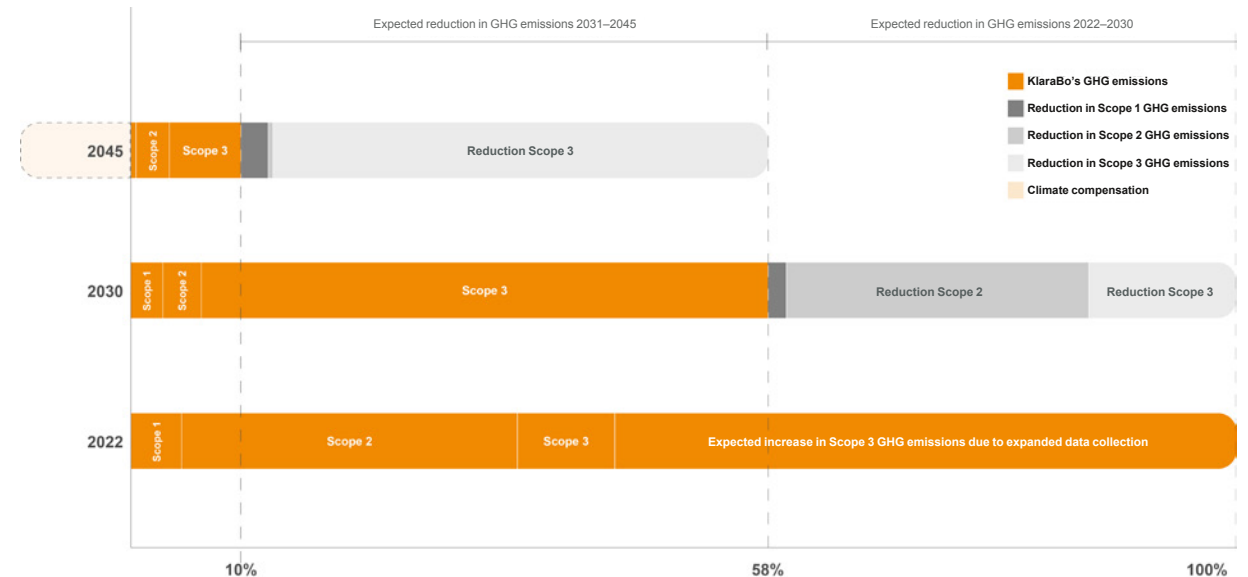 Expected reduction in GHG emissions 2031–2045
Expected reduction in GHG emissions 2022–2030
KlaraBo's GHG emissions
Reduction in Scope 1 GHG emissions
Reduction in Scope 2 GHG emissions
Reduction in Scope 3 GHG emissions
Climate compensation
2045
Scope 2
Scope 3
Reduction Scope 3
2030
Scope 1
Scope 2
Scope 3
Reduction Scope 2
Reduction Scope 3
2022
Scope 1
Scope 2
Scope 3
Expected increase in Scope 3 GHG emissions due to expanded data collection
10%
58%
100%